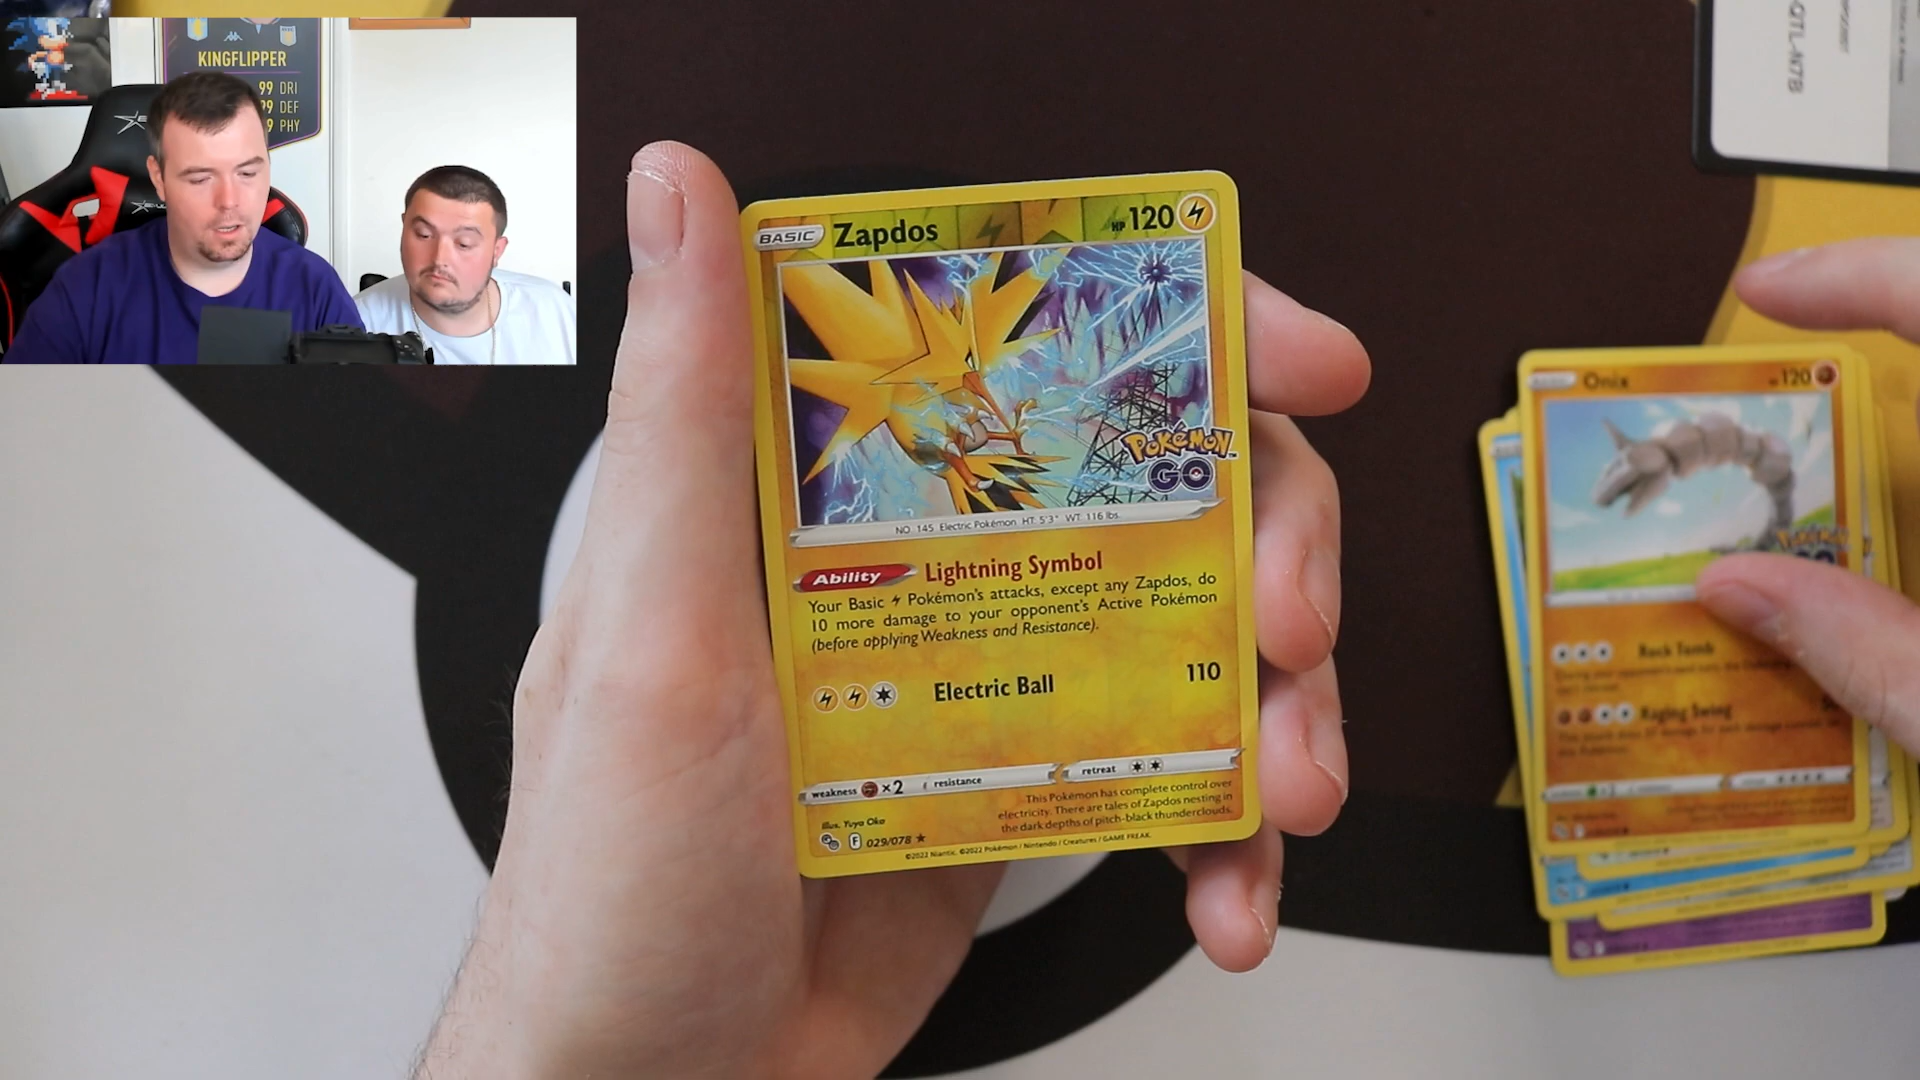 KINGFLIPPER
99 DRI
99 DEF
9 PHY
BASIC
Zapdos
HP 120
POKÉMON
GO
NO. 145 Electric Pokémon HT: 5'3" WT: 116 lbs.
Ability Lightning Symbol
Your Basic Pokémon's attacks, except any Zapdos, do
10 more damage to your opponent's Active Pokémon
(before applying Weakness and Resistance).
Electric Ball 110
weakness ×2 resistance
retreat
This Pokémon has complete control over
electricity. There are tales of Zapdos nesting in
the dark depths of pitch-black thunderclouds.
Illus. Yuya Oka
F 029/078 ★
©2022 Niantic. ©2022 Pokémon / Nintendo / Creatures / GAME FREAK.
Onix
120
POKÉMON
Rock Tomb
Raging Swing
-QTL-N7B